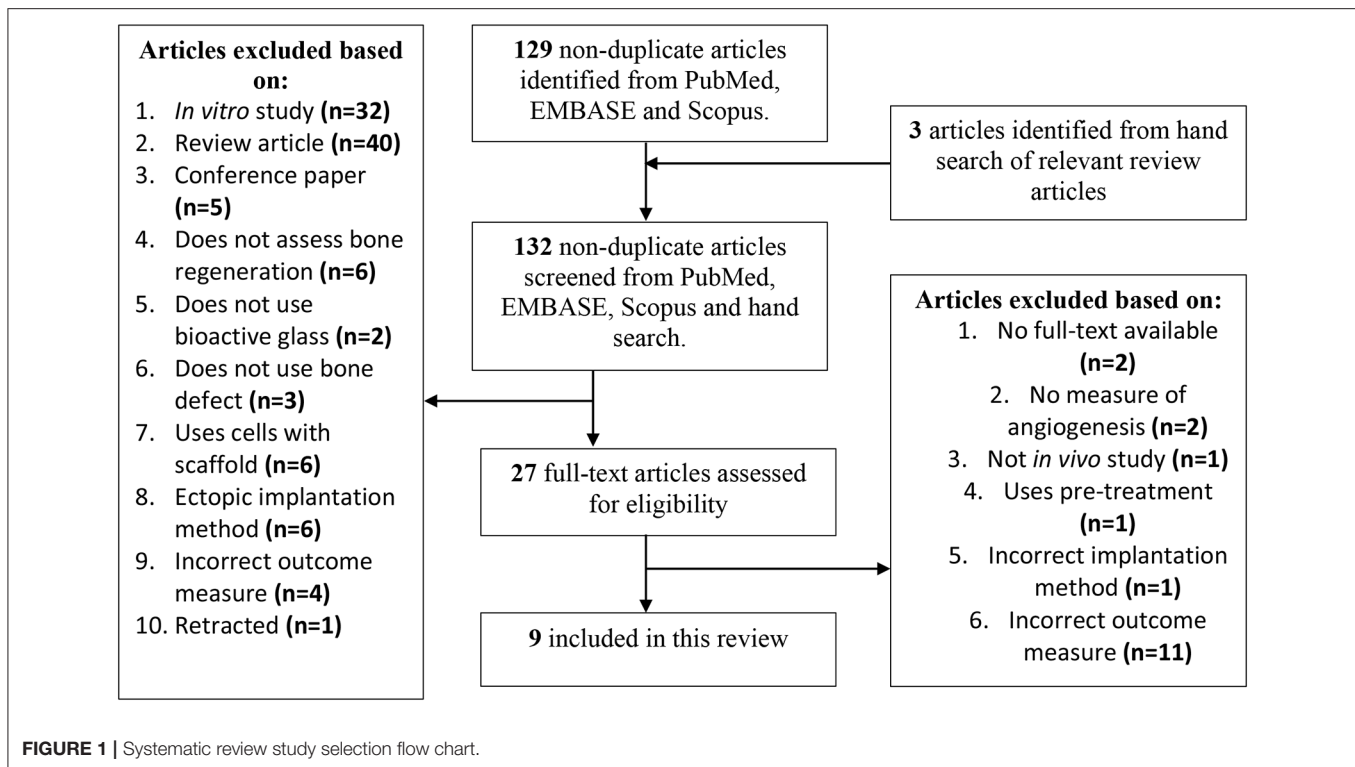 Articles excluded based
on:
1. In vitro study (n=32)
2. Review article (n=40)
3. Conference paper
(n=5)
4. Does not assess bone
regeneration (n=6)
5. Does not use
bioactive glass (n=2)
6. Does not use bone
defect (n=3)
7. Uses cells with
scaffold (n=6)
8. Ectopic implantation
method (n=6)
9. Incorrect outcome
measure (n=4)
10. Retracted (n=1)
129 non-duplicate articles
identified from PubMed,
EMBASE and Scopus.
3 articles identified from hand
search of relevant review
articles
132 non-duplicate articles
screened from PubMed,
EMBASE, Scopus and hand
search.
27 full-text articles assessed
for eligibility
9 included in this review
Articles excluded based on:
1. No full-text available
(n=2)
2. No measure of
angiogenesis (n=2)
3. Not in vivo study (n=1)
4. Uses pre-treatment
(n=1)
5. Incorrect implantation
method (n=1)
6. Incorrect outcome
measure (n=11)
FIGURE 1 | Systematic review study selection flow chart.